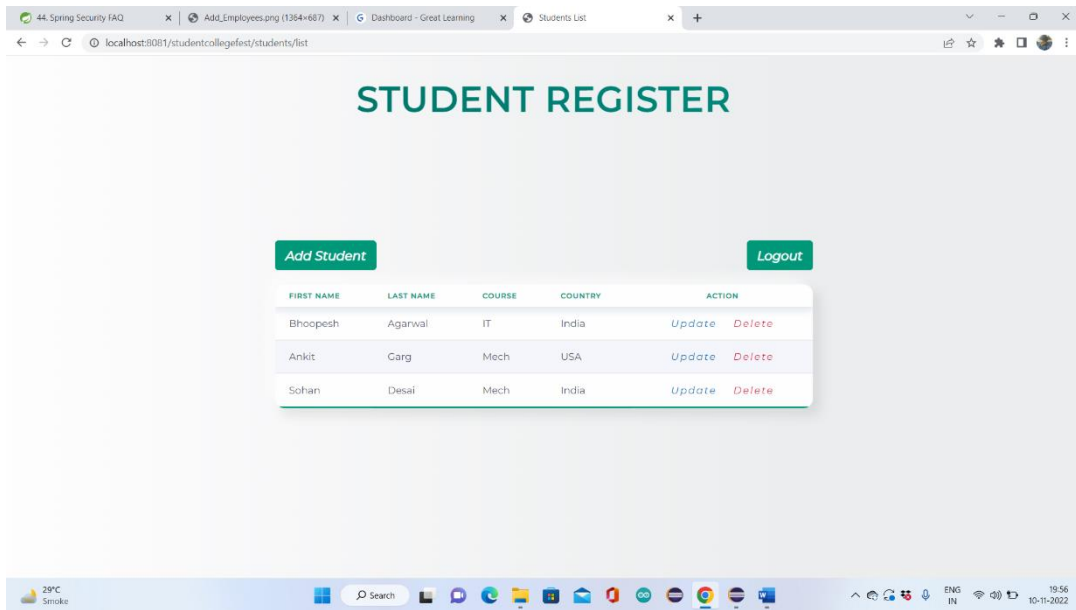 44. Spring Security FAQ
Add_Employees.png (1364×687)
Dashboard - Great Learning
Students List
localhost:8081/studentcollegefest/students/list
STUDENT REGISTER
Add Student
Logout
FIRST NAME LAST NAME COURSE COUNTRY ACTION
Bhoopesh Agarwal IT India Update Delete
Ankit Garg Mech USA Update Delete
Sohan Desai Mech India Update Delete
29°C
Smoke
Search
ENG
IN
19:56
10-11-2022